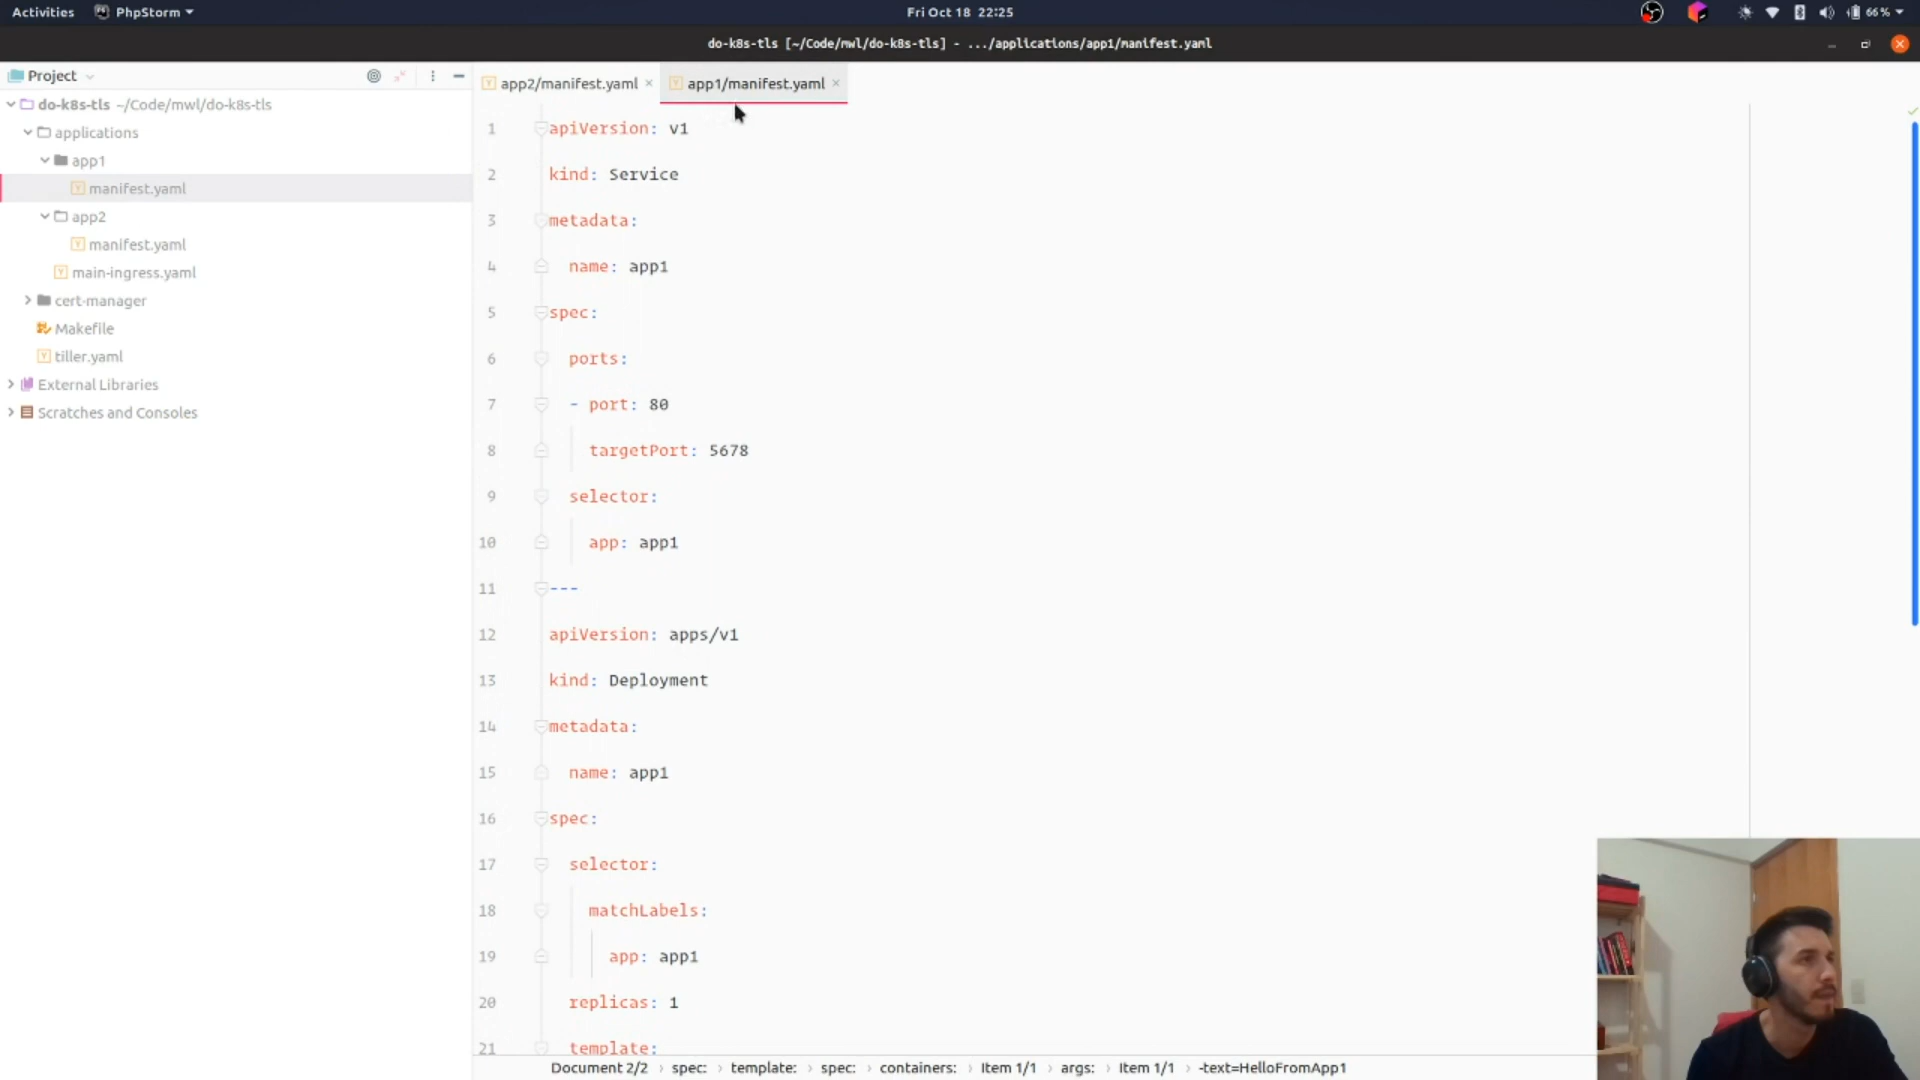 Activities PhpStorm Fri Oct 18 22:25 66%
do-k8s-tls [~/Code/mwl/do-k8s-tls] - .../applications/app1/manifest.yaml
Project
do-k8s-tls ~/Code/mwl/do-k8s-tls
applications
app1
manifest.yaml
app2
manifest.yaml
main-ingress.yaml
cert-manager
Makefile
tiller.yaml
External Libraries
Scratches and Consoles
app2/manifest.yaml app1/manifest.yaml
1 apiVersion: v1
2 kind: Service
3 metadata:
4 name: app1
5 spec:
6 ports:
7 - port: 80
8 targetPort: 5678
9 selector:
10 app: app1
11 ---
12 apiVersion: apps/v1
13 kind: Deployment
14 metadata:
15 name: app1
16 spec:
17 selector:
18 matchLabels:
19 app: app1
20 replicas: 1
21 template:
Document 2/2 › spec: › template: › spec: › containers: › Item 1/1 › args: › Item 1/1 › -text=HelloFromApp1